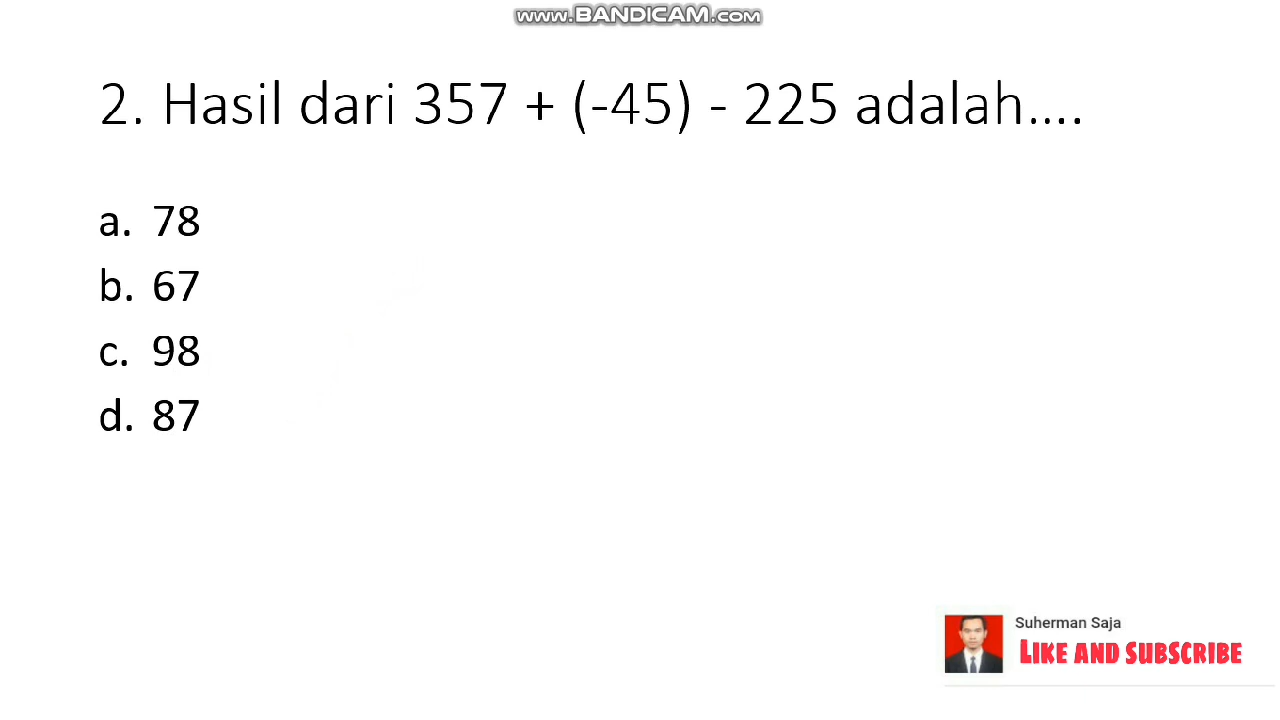 www.BANDICAM.com
2. Hasil dari 357 + (-45) - 225 adalah....
a. 78
b. 67
c. 98
d. 87
Suherman Saja
LIKE AND SUBSCRIBE